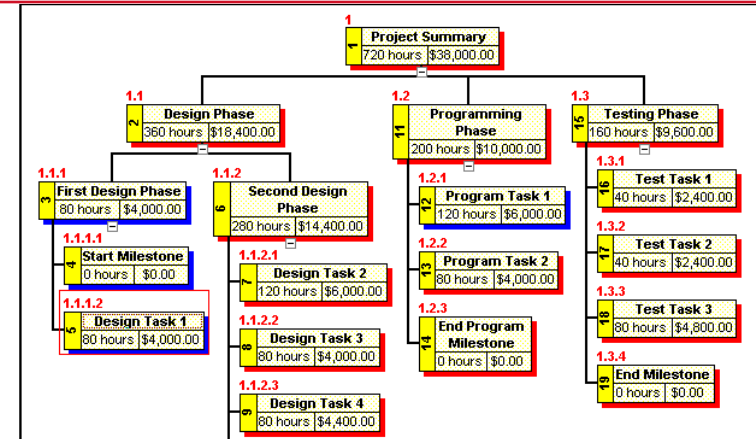 1
Project Summary
1
720 hours $38,000.00
1.1
Design Phase
2
360 hours $18,400.00
1.1.1
First Design Phase
3
80 hours $4,000.00
1.1.1.1
Start Milestone
4
0 hours $0.00
1.1.1.2
Design Task 1
5
80 hours $4,000.00
1.1.2
Second Design
Phase
6
280 hours $14,400.00
1.1.2.1
Design Task 2
7
120 hours $6,000.00
1.1.2.2
Design Task 3
8
80 hours $4,000.00
1.1.2.3
Design Task 4
9
80 hours $4,400.00
1.2
Programming
Phase
11
200 hours $10,000.00
1.2.1
Program Task 1
12
120 hours $6,000.00
1.2.2
Program Task 2
13
80 hours $4,000.00
1.2.3
End Program
Milestone
14
0 hours $0.00
1.3
Testing Phase
15
160 hours $9,600.00
1.3.1
Test Task 1
16
40 hours $2,400.00
1.3.2
Test Task 2
17
40 hours $2,400.00
1.3.3
Test Task 3
18
80 hours $4,800.00
1.3.4
End Milestone
19
0 hours $0.00